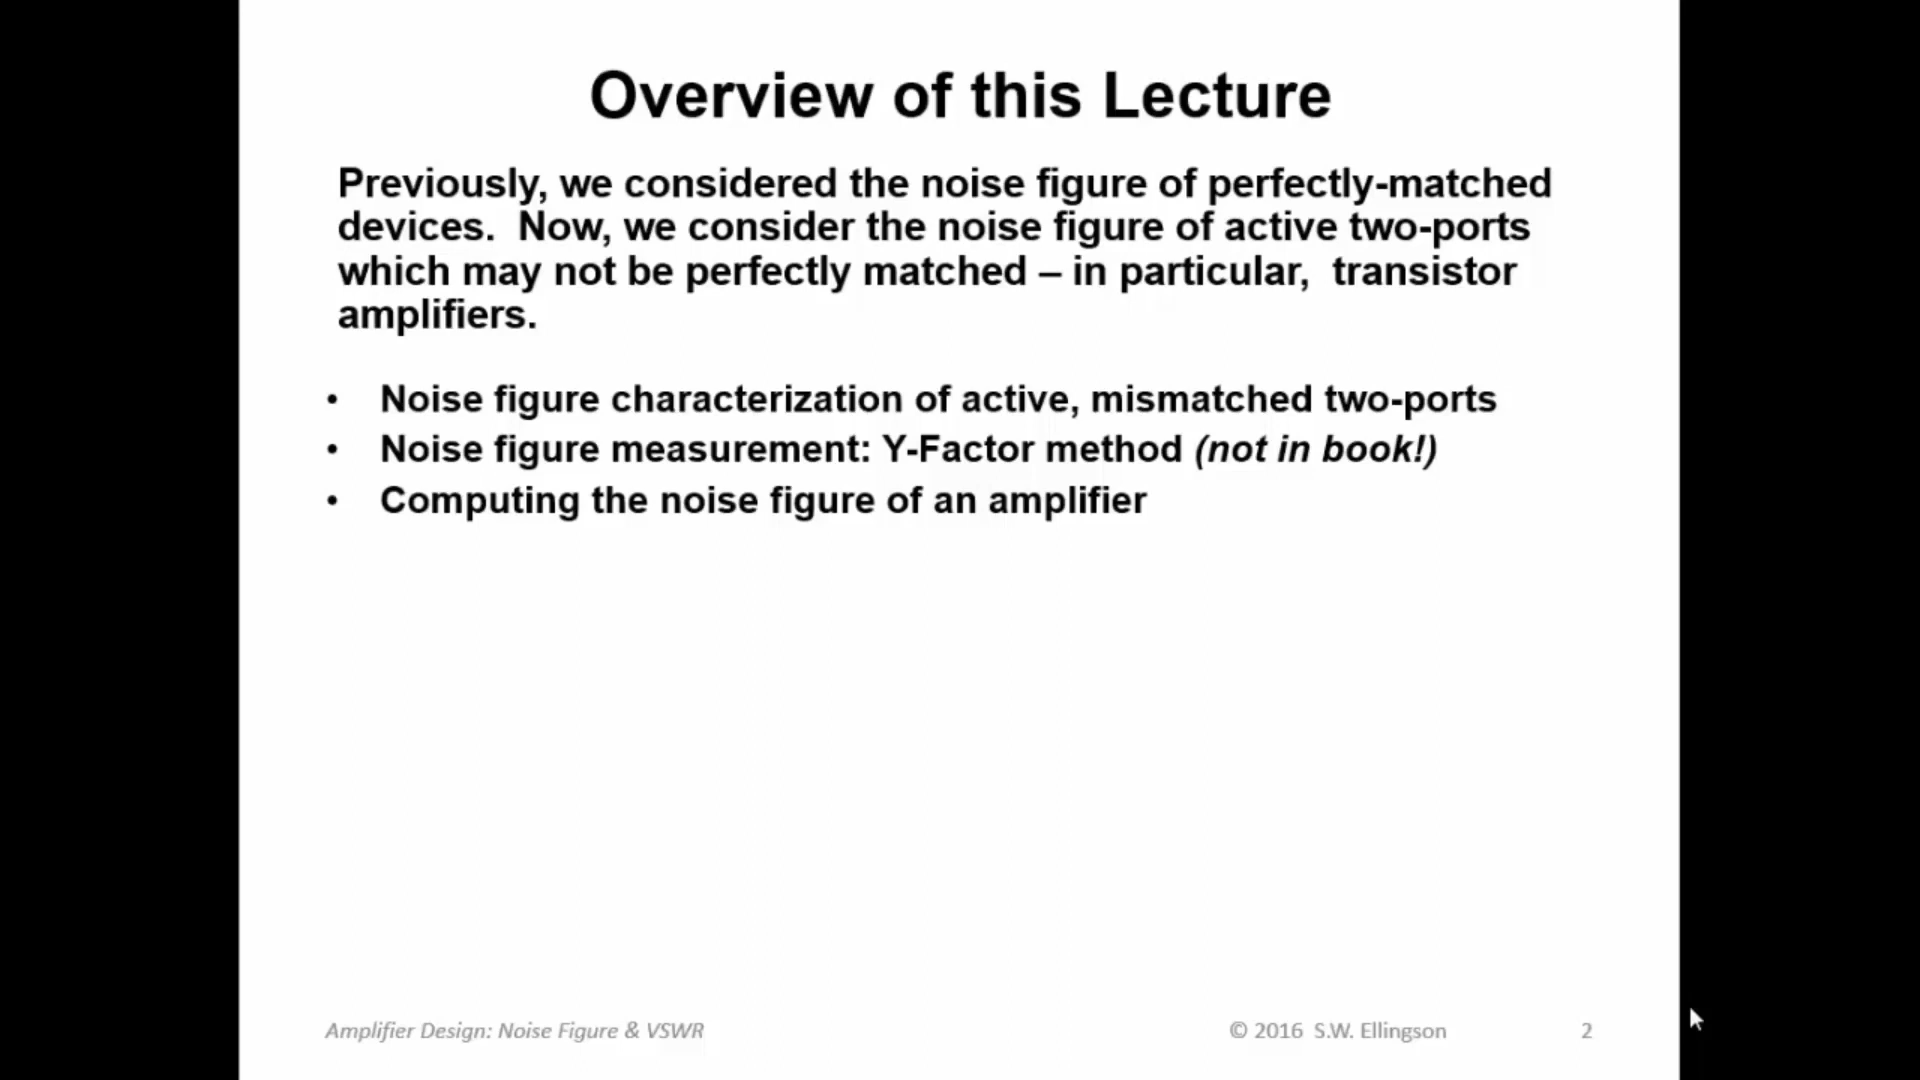 Overview of this Lecture
Previously, we considered the noise figure of perfectly-matched
devices.  Now, we consider the noise figure of active two-ports
which may not be perfectly matched – in particular,  transistor
amplifiers.
• Noise figure characterization of active, mismatched two-ports
• Noise figure measurement: Y-Factor method (not in book!)
• Computing the noise figure of an amplifier
Amplifier Design: Noise Figure & VSWR © 2016 S.W. Ellingson 2